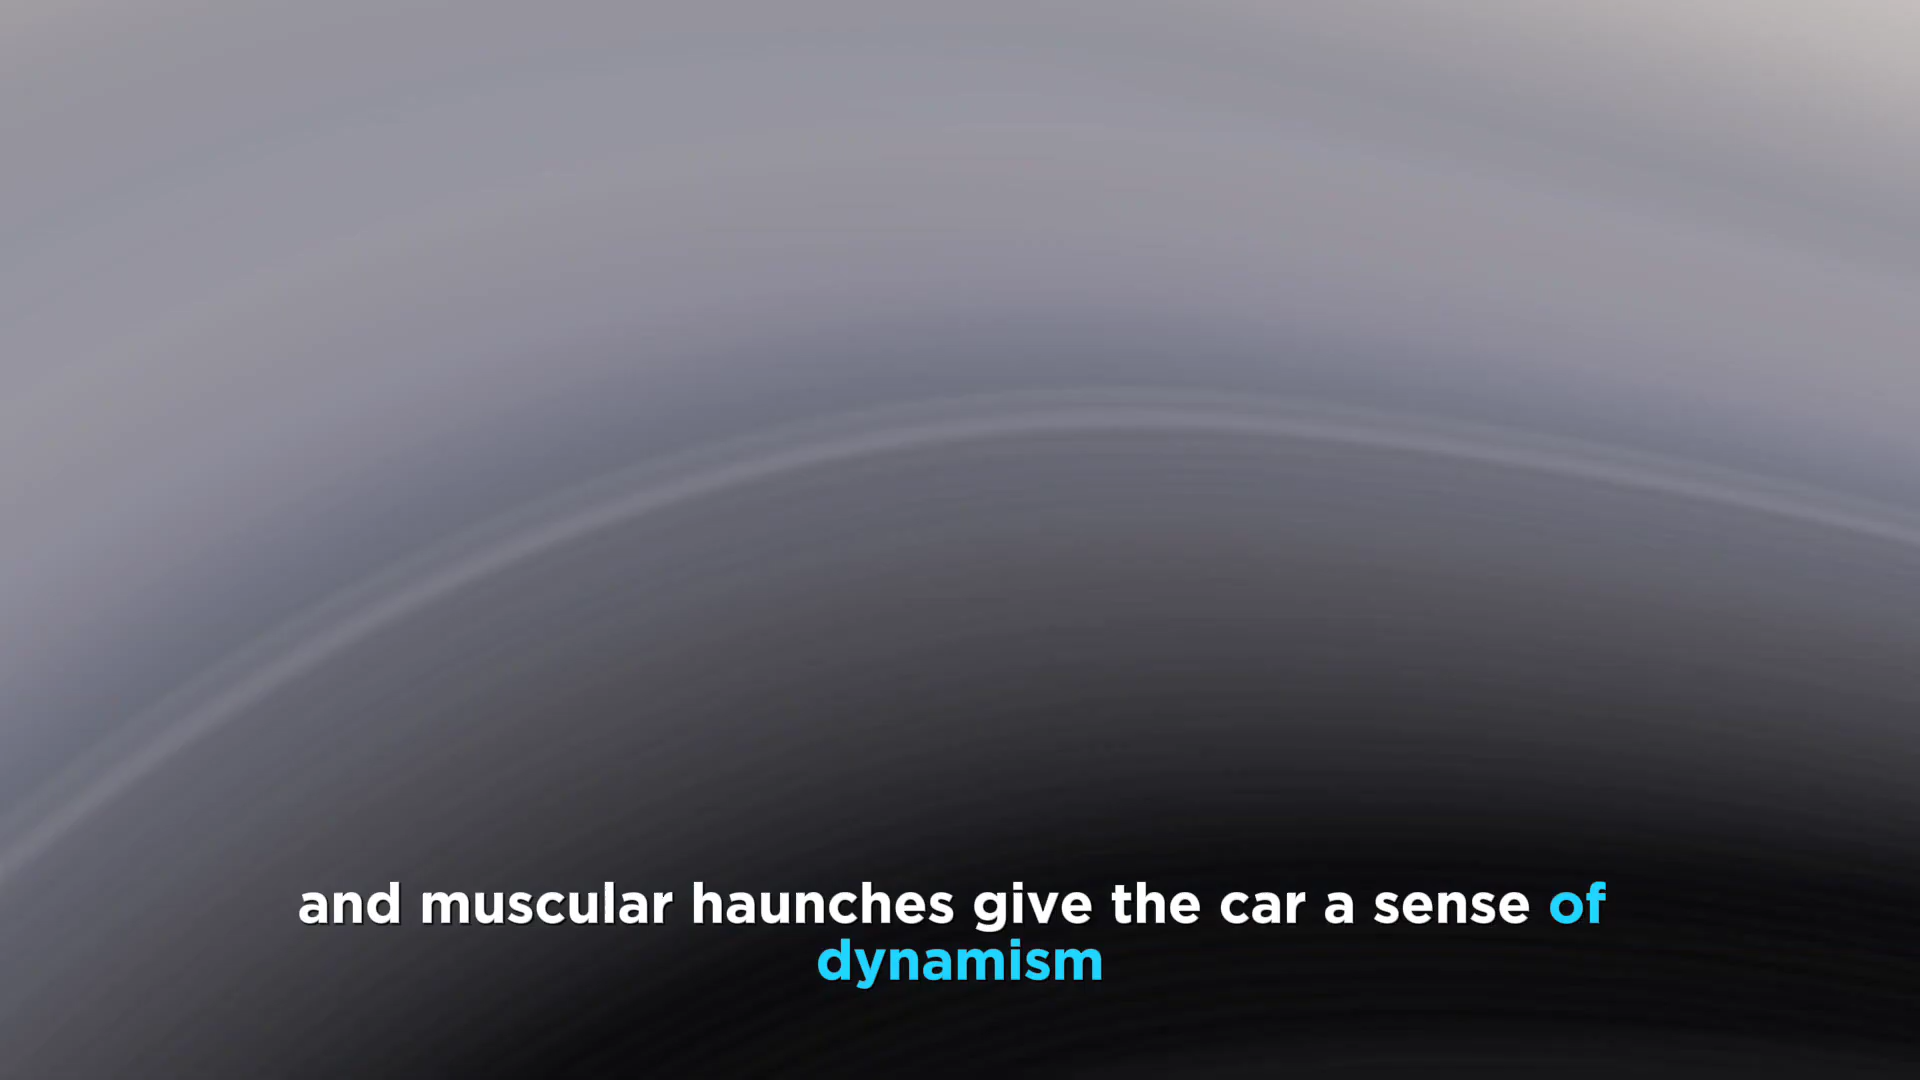 and muscular haunches give the car a sense of
dynamism